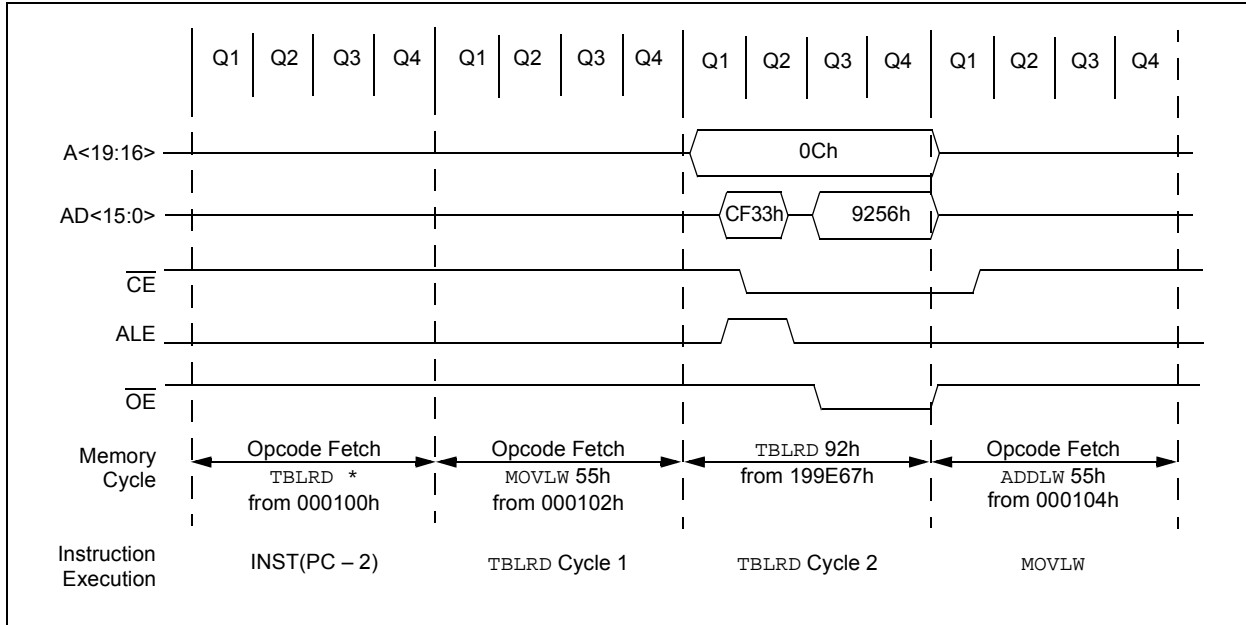 Q1 Q2 Q3 Q4 Q1 Q2 Q3 Q4 Q1 Q2 Q3 Q4 Q1 Q2 Q3 Q4
A<19:16>
0Ch
AD<15:0>
CF33h
9256h
CE
ALE
OE
Memory
Cycle
Opcode Fetch
TBLRD *
from 000100h
Opcode Fetch
MOVLW 55h
from 000102h
TBLRD 92h
from 199E67h
Opcode Fetch
ADDLW 55h
from 000104h
Instruction
Execution
INST(PC – 2)
TBLRD Cycle 1
TBLRD Cycle 2
MOVLW